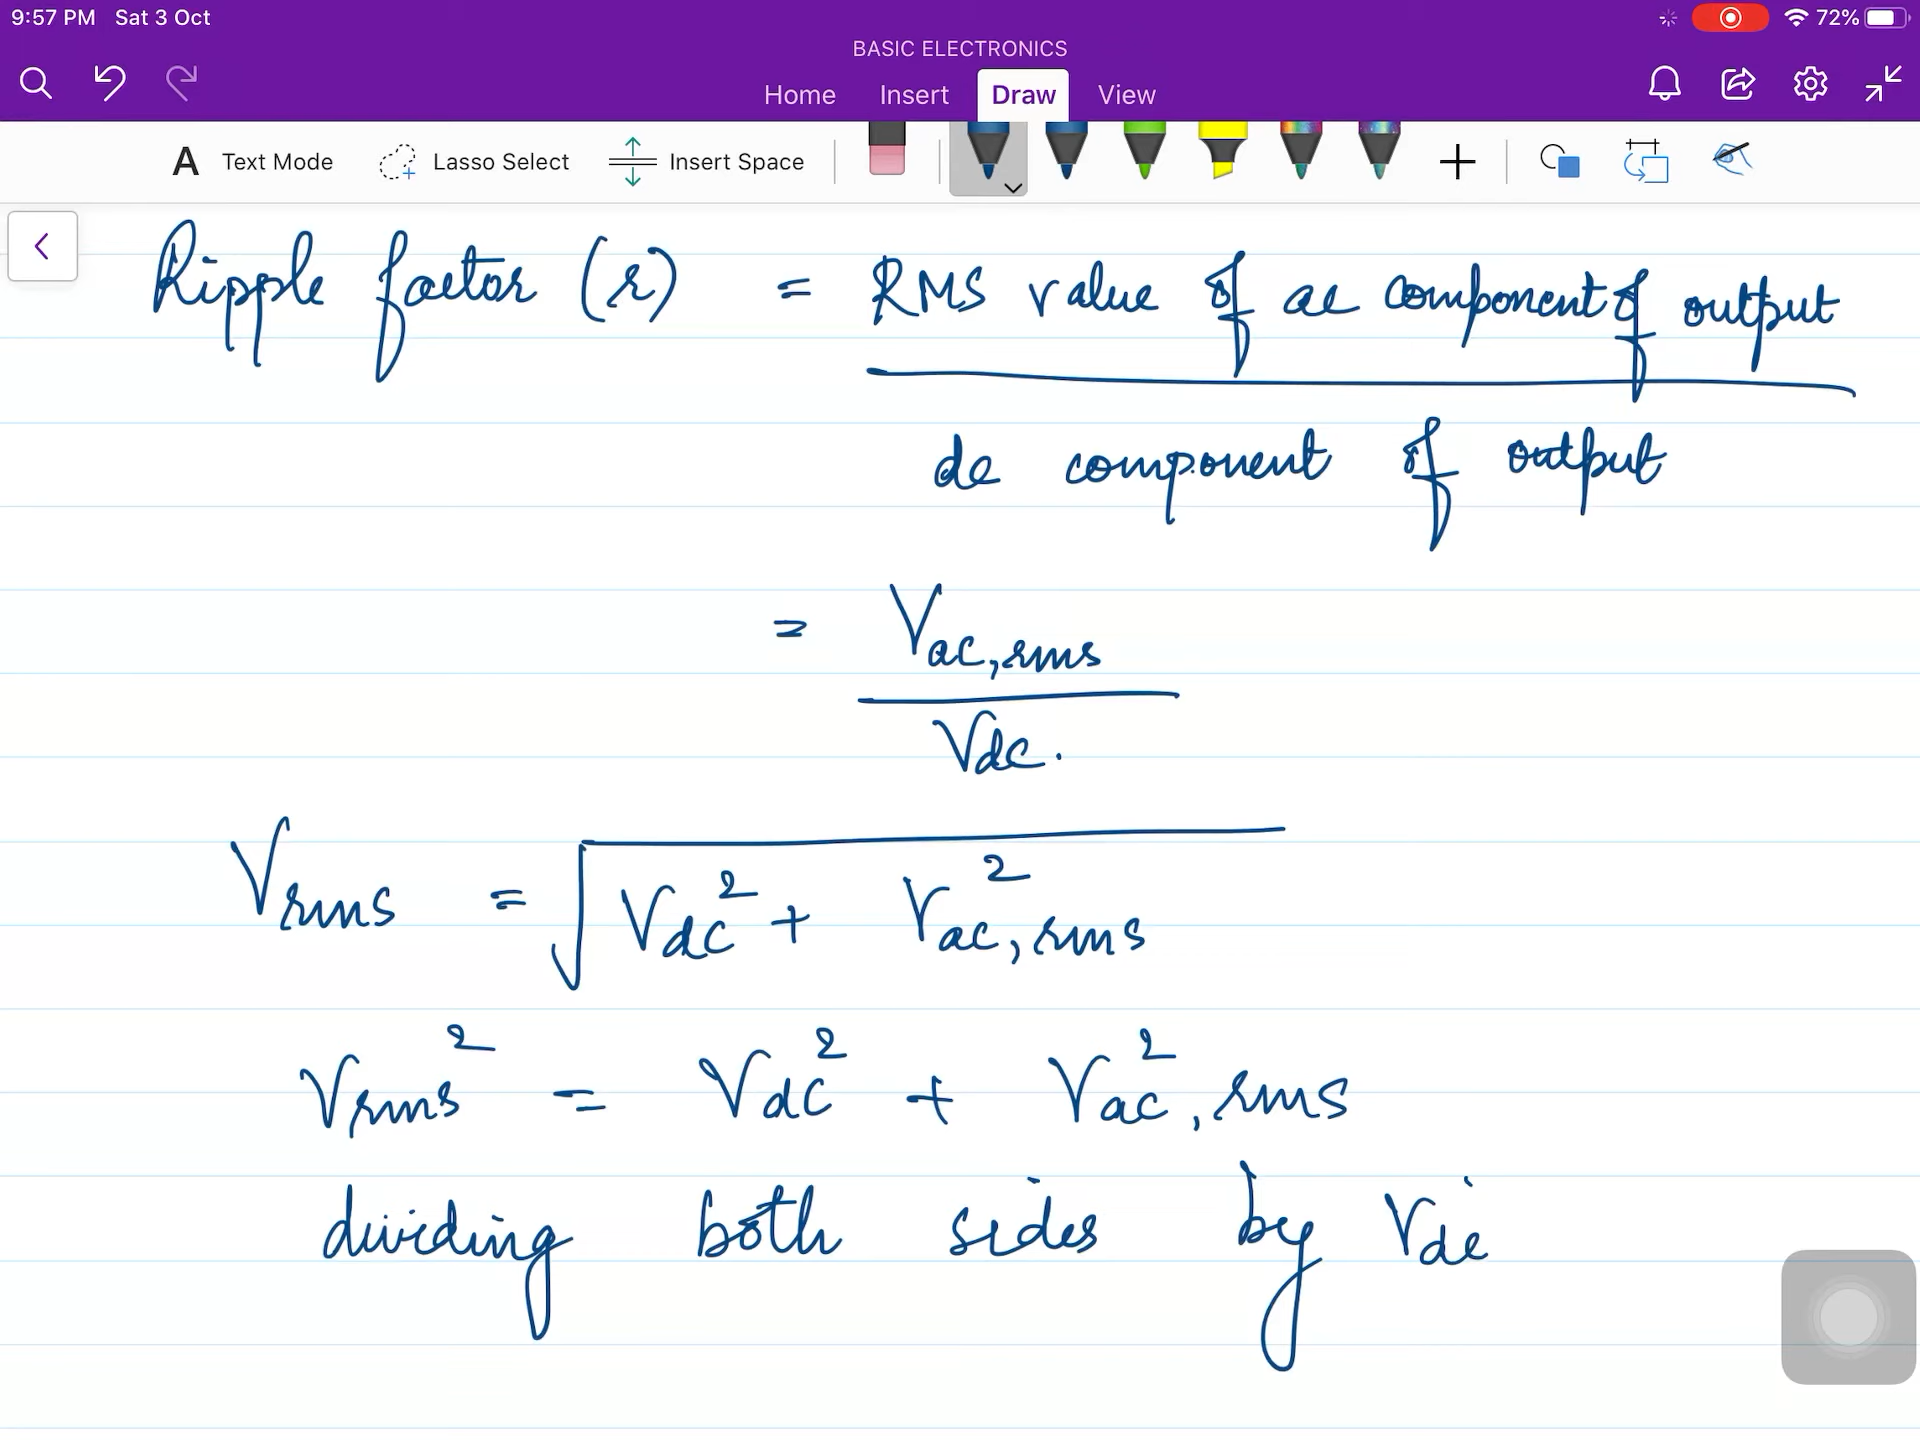 9:57 PM Sat 3 Oct 72%
BASIC ELECTRONICS
Home Insert Draw View
A Text Mode Lasso Select Insert Space
Ripple factor (r) = RMS value of ac component of output
dc component of output
= Vac,rms
Vdc.
Vrms = √Vdc² + Vac,rms²
Vrms² = Vdc² + Vac²,rms
dividing both sides by Vdc